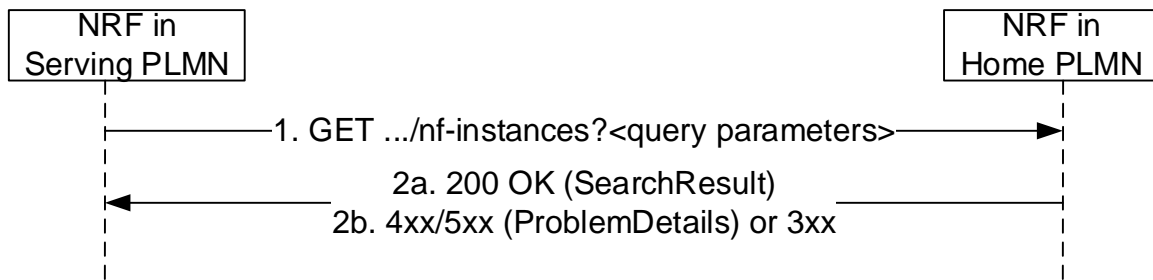 NRF in
Serving PLMN
NRF in
Home PLMN
1. GET .../nf-instances?<query parameters>
2a. 200 OK (SearchResult)
2b. 4xx/5xx (ProblemDetails) or 3xx